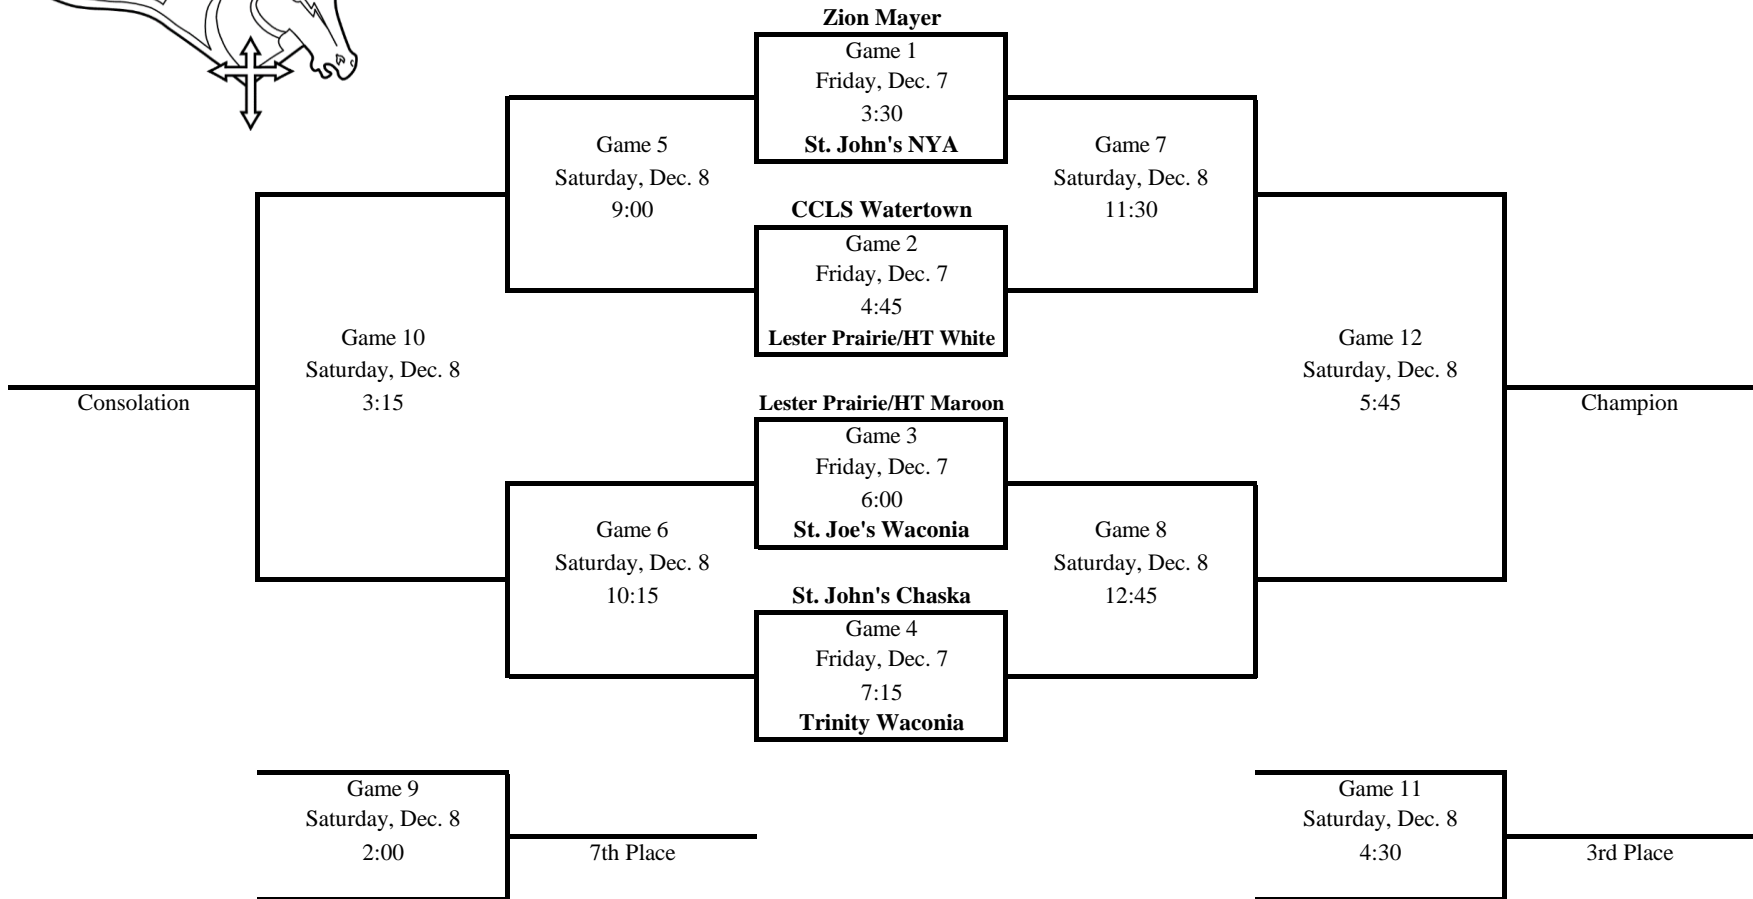 Zion Mayer
Game 1
Friday, Dec. 7
3:30
St. John's NYA
Game 5
Saturday, Dec. 8
9:00
Game 7
Saturday, Dec. 8
11:30
CCLS Watertown
Game 2
Friday, Dec. 7
4:45
Lester Prairie/HT White
Game 10
Saturday, Dec. 8
3:15
Consolation
Game 12
Saturday, Dec. 8
5:45
Champion
Lester Prairie/HT Maroon
Game 3
Friday, Dec. 7
6:00
St. Joe's Waconia
Game 6
Saturday, Dec. 8
10:15
Game 8
Saturday, Dec. 8
12:45
St. John's Chaska
Game 4
Friday, Dec. 7
7:15
Trinity Waconia
Game 9
Saturday, Dec. 8
2:00
7th Place
Game 11
Saturday, Dec. 8
4:30
3rd Place